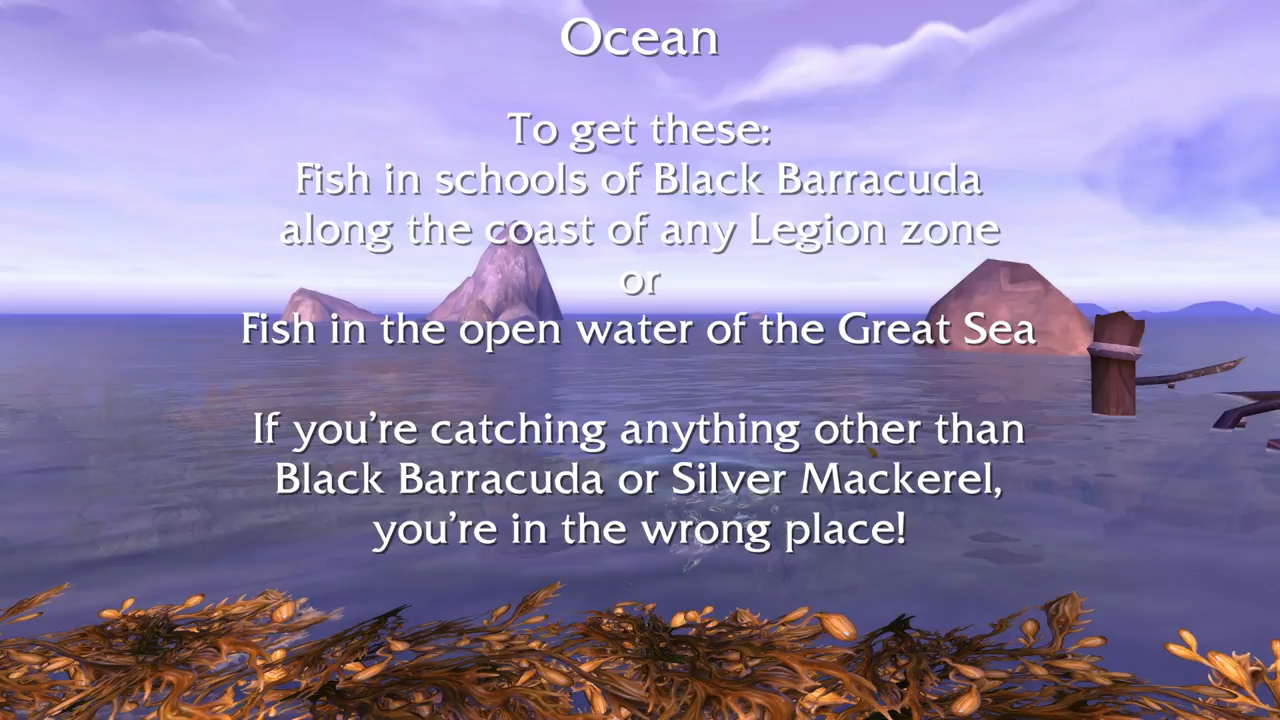 Ocean
To get these:
Fish in schools of Black Barracuda
along the coast of any Legion zone
or
Fish in the open water of the Great Sea
If you're catching anything other than
Black Barracuda or Silver Mackerel,
you're in the wrong place!